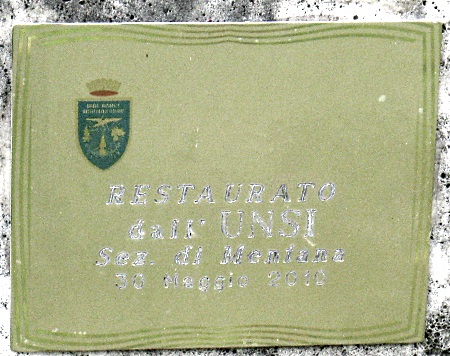 RESTAURATO
dall' UNSI
Sez. di Mentana
30 Maggio 2010